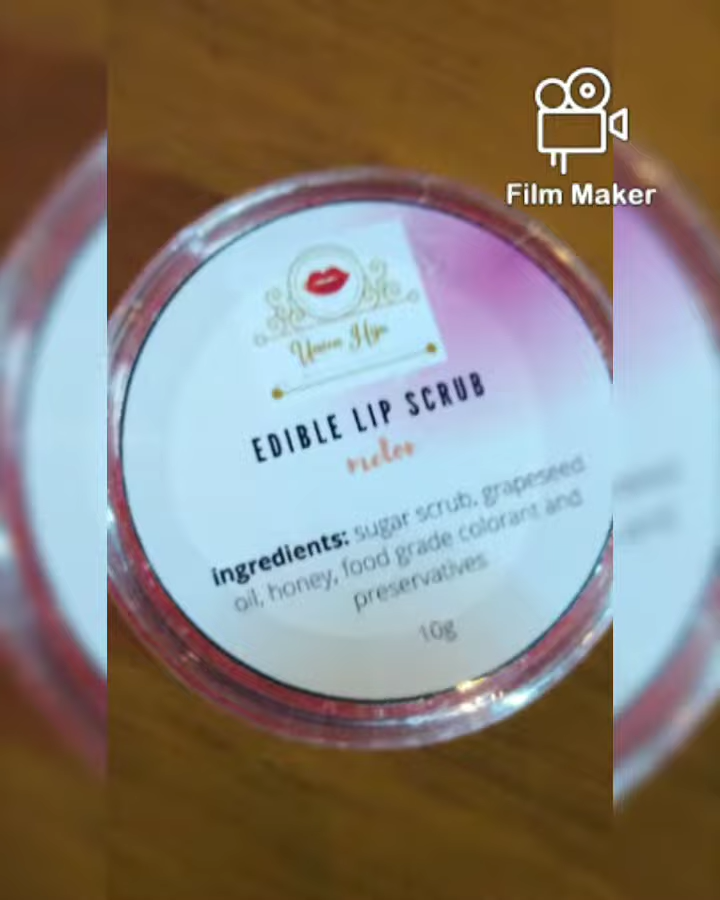 Film Maker
EDIBLE LIP SCRUB
ingredients: sugar scrub, grapeseed
oil, honey, food grade colorant and
preservatives
10g